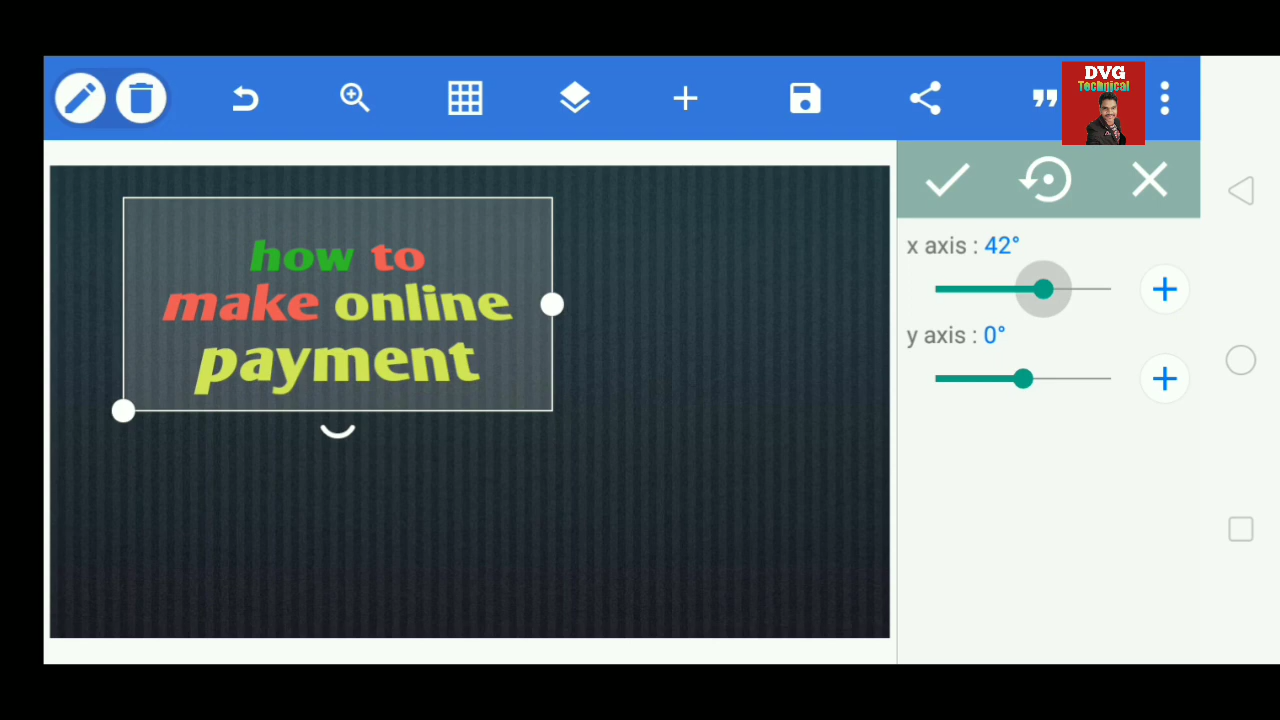 DVG
Technical
x axis : 42°
how to
make online
payment
y axis : 0°